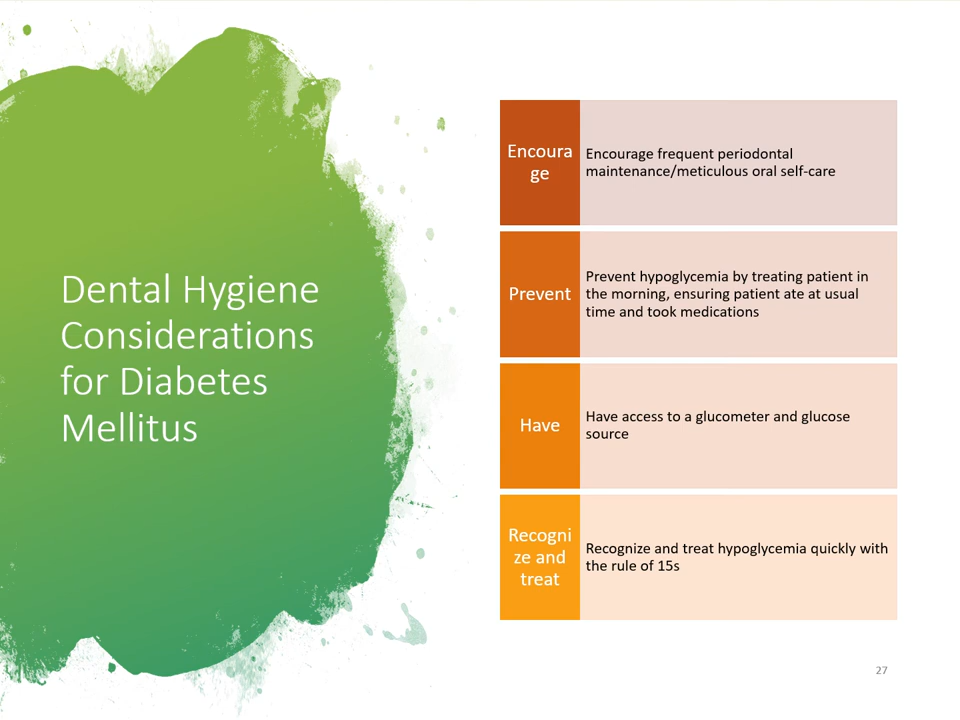 Dental Hygiene
Considerations
for Diabetes
Mellitus
Encoura
ge
Encourage frequent periodontal
maintenance/meticulous oral self-care
Prevent
Prevent hypoglycemia by treating patient in
the morning, ensuring patient ate at usual
time and took medications
Have
Have access to a glucometer and glucose
source
Recogni
ze and
treat
Recognize and treat hypoglycemia quickly with
the rule of 15s
27